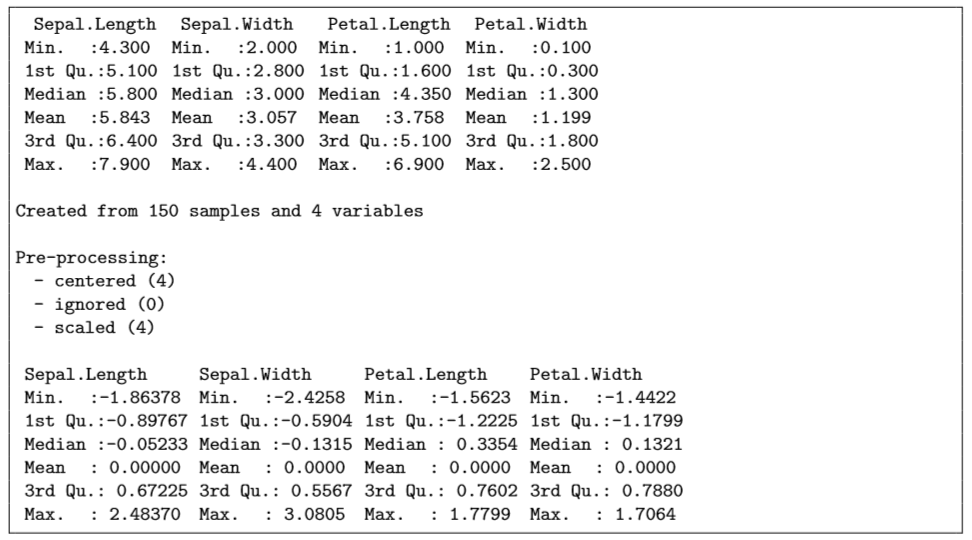 Sepal.Length  Sepal.Width  Petal.Length  Petal.Width
Min.   :4.300  Min.   :2.000  Min.   :1.000  Min.   :0.100
1st Qu.:5.100  1st Qu.:2.800  1st Qu.:1.600  1st Qu.:0.300
Median :5.800  Median :3.000  Median :4.350  Median :1.300
Mean   :5.843  Mean   :3.057  Mean   :3.758  Mean   :1.199
3rd Qu.:6.400  3rd Qu.:3.300  3rd Qu.:5.100  3rd Qu.:1.800
Max.   :7.900  Max.   :4.400  Max.   :6.900  Max.   :2.500
Created from 150 samples and 4 variables
Pre-processing:
- centered (4)
- ignored (0)
- scaled (4)
Sepal.Length  Sepal.Width  Petal.Length  Petal.Width
Min.   :-1.86378  Min.   :-2.4258  Min.   :-1.5623  Min.   :-1.4422
1st Qu.:-0.89767  1st Qu.:-0.5904  1st Qu.:-1.2225  1st Qu.:-1.1799
Median :-0.05233  Median :-0.1315  Median : 0.3354  Median : 0.1321
Mean   : 0.00000  Mean   : 0.0000  Mean   : 0.0000  Mean   : 0.0000
3rd Qu.: 0.67225  3rd Qu.: 0.5567  3rd Qu.: 0.7602  3rd Qu.: 0.7880
Max.   : 2.48370  Max.   : 3.0805  Max.   : 1.7799  Max.   : 1.7064